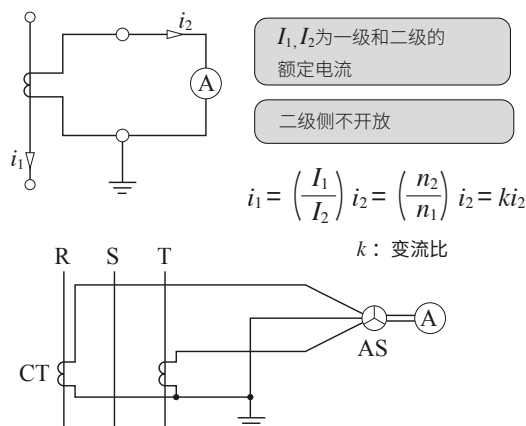 i₂
A
i₁
I₁, I₂为一级和二级的
额定电流
二级侧不开放
i₁ = (I₁/I₂) i₂ = (n₂/n₁) i₂ = ki₂
k：变流比
R S T
CT
AS
A